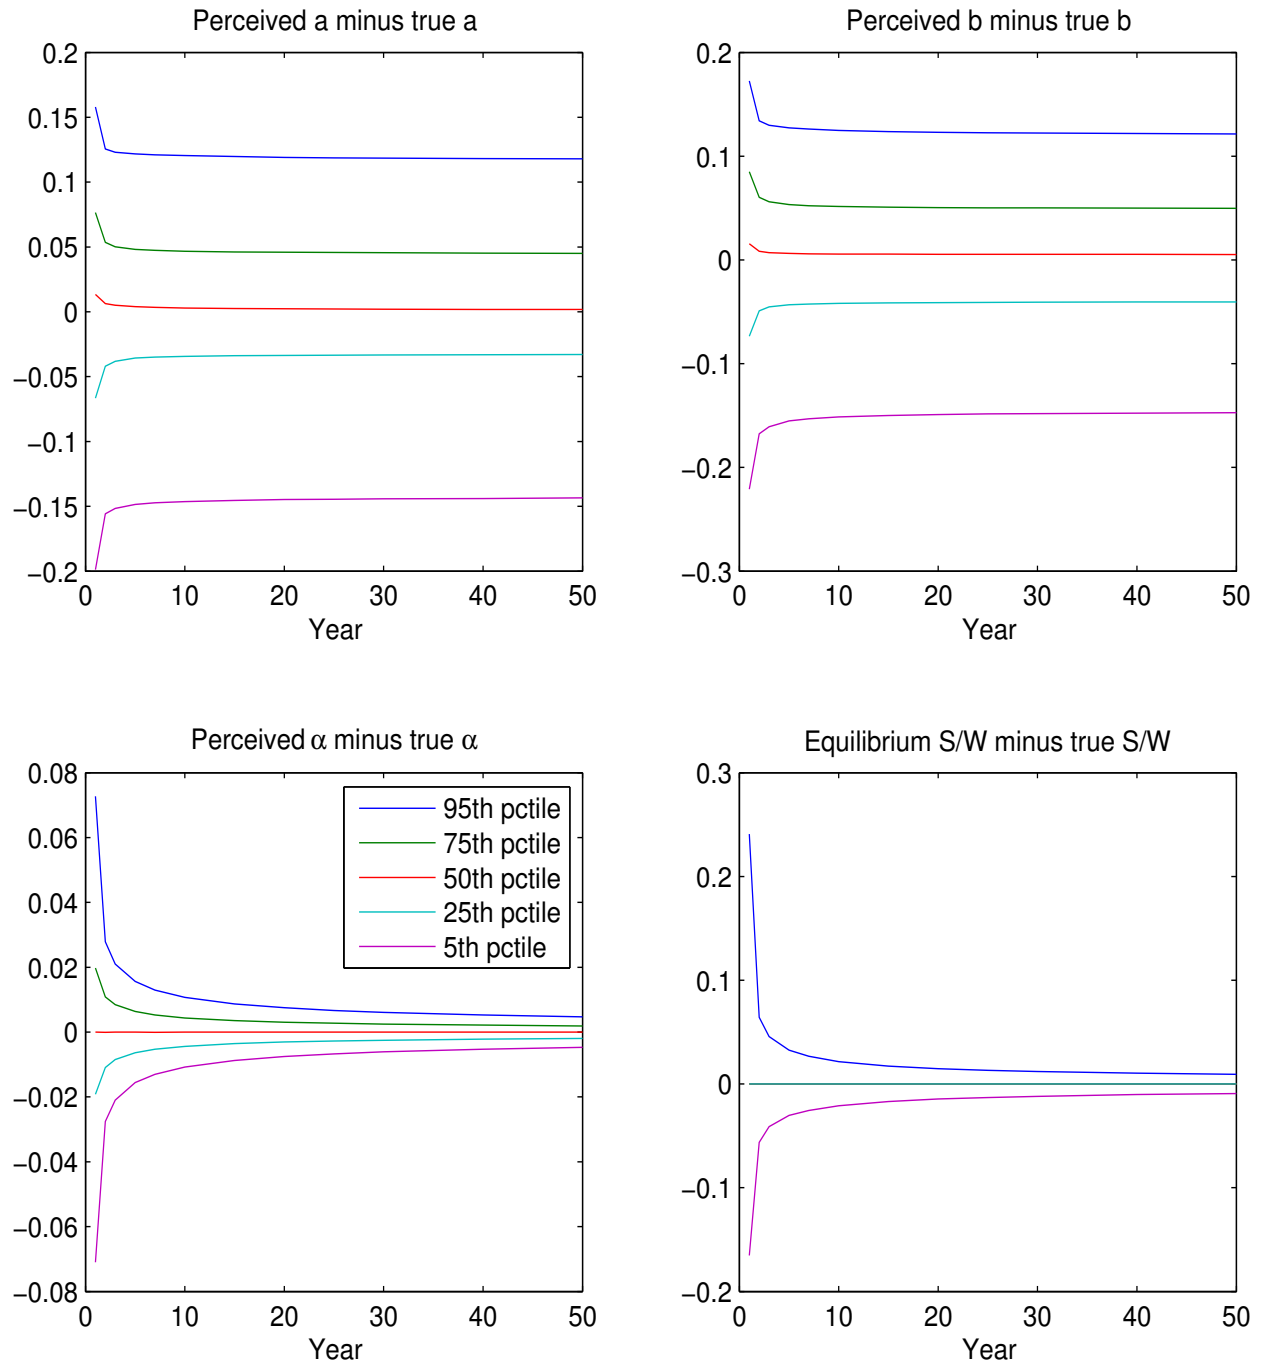 Perceived a minus true a
0.2
0.15
0.1
0.05
0
−0.05
−0.1
−0.15
−0.2
0 10 20 30 40 50
Year
Perceived b minus true b
0.2
0.1
0
−0.1
−0.2
−0.3
0 10 20 30 40 50
Year
Perceived α minus true α
0.08
0.06
0.04
0.02
0
−0.02
−0.04
−0.06
−0.08
0 10 20 30 40 50
Year
95th pctile
75th pctile
50th pctile
25th pctile
5th pctile
Equilibrium S/W minus true S/W
0.3
0.2
0.1
0
−0.1
−0.2
0 10 20 30 40 50
Year